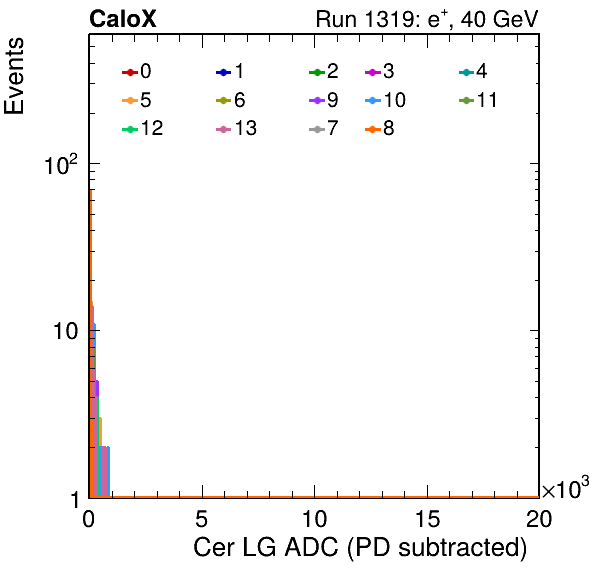 CaloX Run 1319: e+, 40 GeV
Events
0 1 2 3 4
5 6 9 10 11
12 13 7 8
10²
10
1
0 5 10 15 20
×10³
Cer LG ADC (PD subtracted)